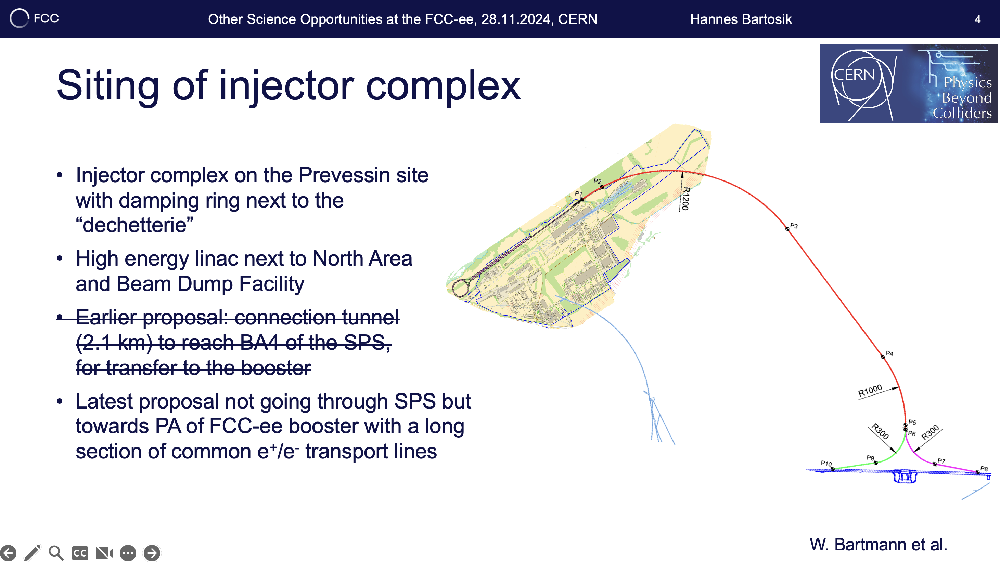 FCC
Other Science Opportunities at the FCC-ee, 28.11.2024, CERN
Hannes Bartosik
4
CERN
Physics
Beyond
Colliders
Siting of injector complex
• Injector complex on the Prevessin site
with damping ring next to the
“dechetterie”
• High energy linac next to North Area
and Beam Dump Facility
• Earlier proposal: connection tunnel
(2.1 km) to reach BA4 of the SPS,
for transfer to the booster
• Latest proposal not going through SPS but
towards PA of FCC-ee booster with a long
section of common e⁺/e⁻ transport lines
P2
P1
R1200
P3
P4
R1000
P5
P6
R300
R300
P9
P7
P10
P8
W. Bartmann et al.
CC